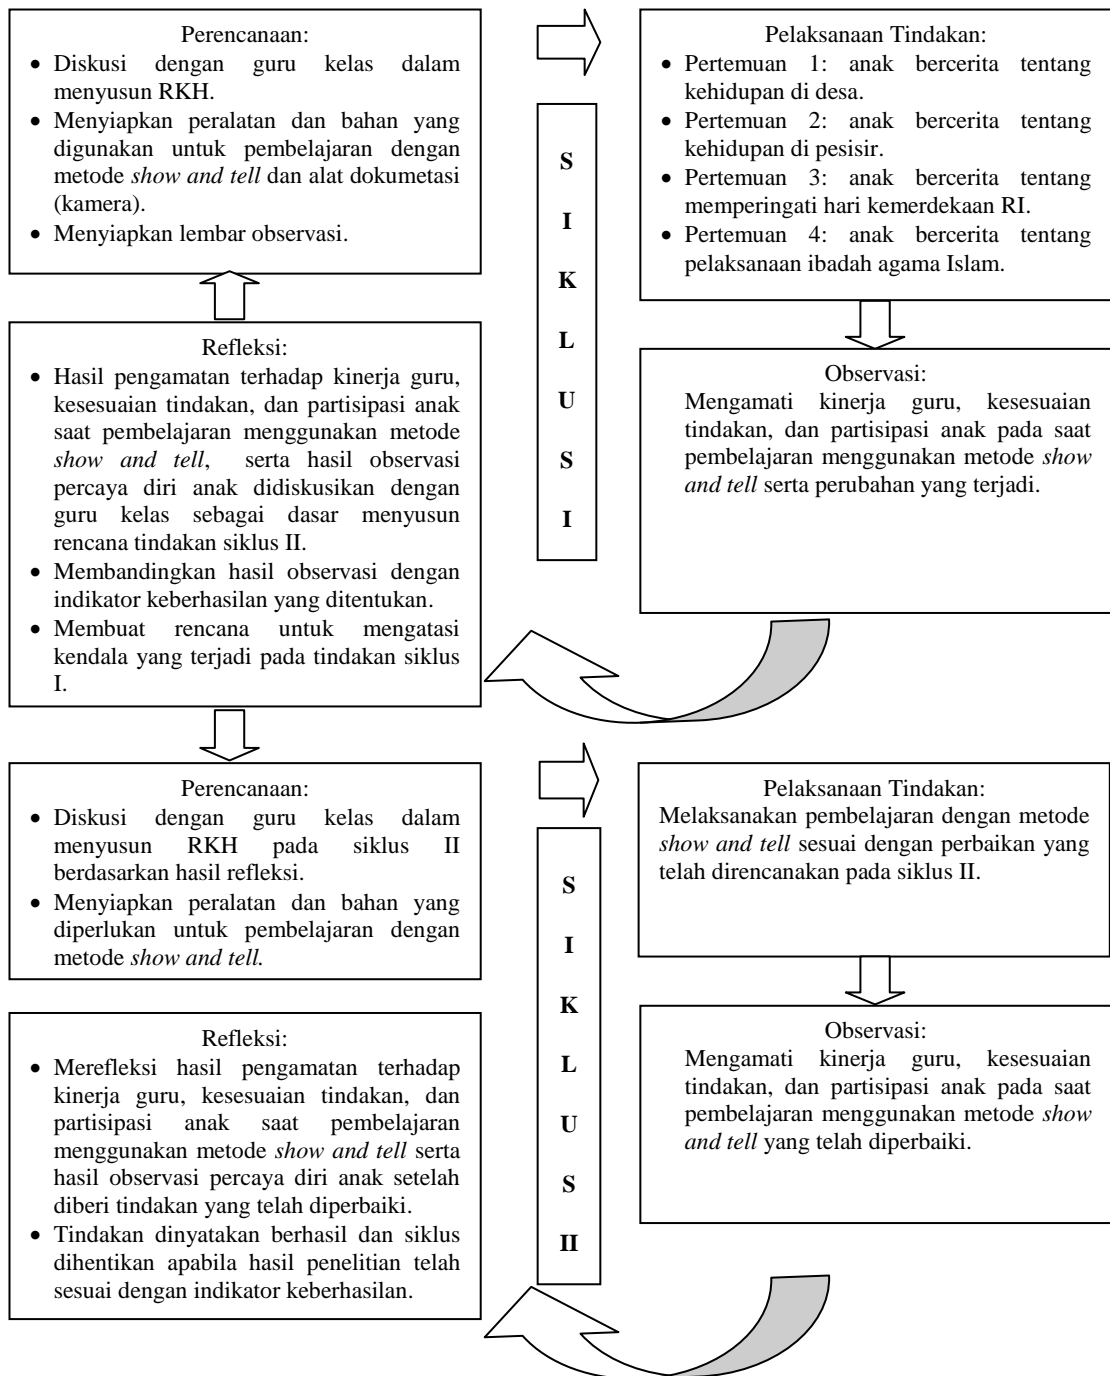 Perencanaan:
• Diskusi dengan guru kelas dalam
menyusun RKH.
• Menyiapkan peralatan dan bahan yang
digunakan untuk pembelajaran dengan
metode show and tell dan alat dokumetasi
(kamera).
• Menyiapkan lembar observasi.
S
I
K
L
U
S
I
Pelaksanaan Tindakan:
• Pertemuan 1: anak bercerita tentang
kehidupan di desa.
• Pertemuan 2: anak bercerita tentang
kehidupan di pesisir.
• Pertemuan 3: anak bercerita tentang
memperingati hari kemerdekaan RI.
• Pertemuan 4: anak bercerita tentang
pelaksanaan ibadah agama Islam.
Observasi:
Mengamati kinerja guru, kesesuaian
tindakan, dan partisipasi anak pada saat
pembelajaran menggunakan metode show
and tell serta perubahan yang terjadi.
Refleksi:
• Hasil pengamatan terhadap kinerja guru,
kesesuaian tindakan, dan partisipasi anak
saat pembelajaran menggunakan metode
show and tell, serta hasil observasi
percaya diri anak didiskusikan dengan
guru kelas sebagai dasar menyusun
rencana tindakan siklus II.
• Membandingkan hasil observasi dengan
indikator keberhasilan yang ditentukan.
• Membuat rencana untuk mengatasi
kendala yang terjadi pada tindakan siklus
I.
Perencanaan:
• Diskusi dengan guru kelas dalam
menyusun RKH pada siklus II
berdasarkan hasil refleksi.
• Menyiapkan peralatan dan bahan yang
diperlukan untuk pembelajaran dengan
metode show and tell.
S
I
K
L
U
S
II
Pelaksanaan Tindakan:
Melaksanakan pembelajaran dengan metode
show and tell sesuai dengan perbaikan yang
telah direncanakan pada siklus II.
Observasi:
Mengamati kinerja guru, kesesuaian
tindakan, dan partisipasi anak pada saat
pembelajaran menggunakan metode show
and tell yang telah diperbaiki.
Refleksi:
• Merefleksi hasil pengamatan terhadap
kinerja guru, kesesuaian tindakan, dan
partisipasi anak saat pembelajaran
menggunakan metode show and tell serta
hasil observasi percaya diri anak setelah
diberi tindakan yang telah diperbaiki.
• Tindakan dinyatakan berhasil dan siklus
dihentikan apabila hasil penelitian telah
sesuai dengan indikator keberhasilan.